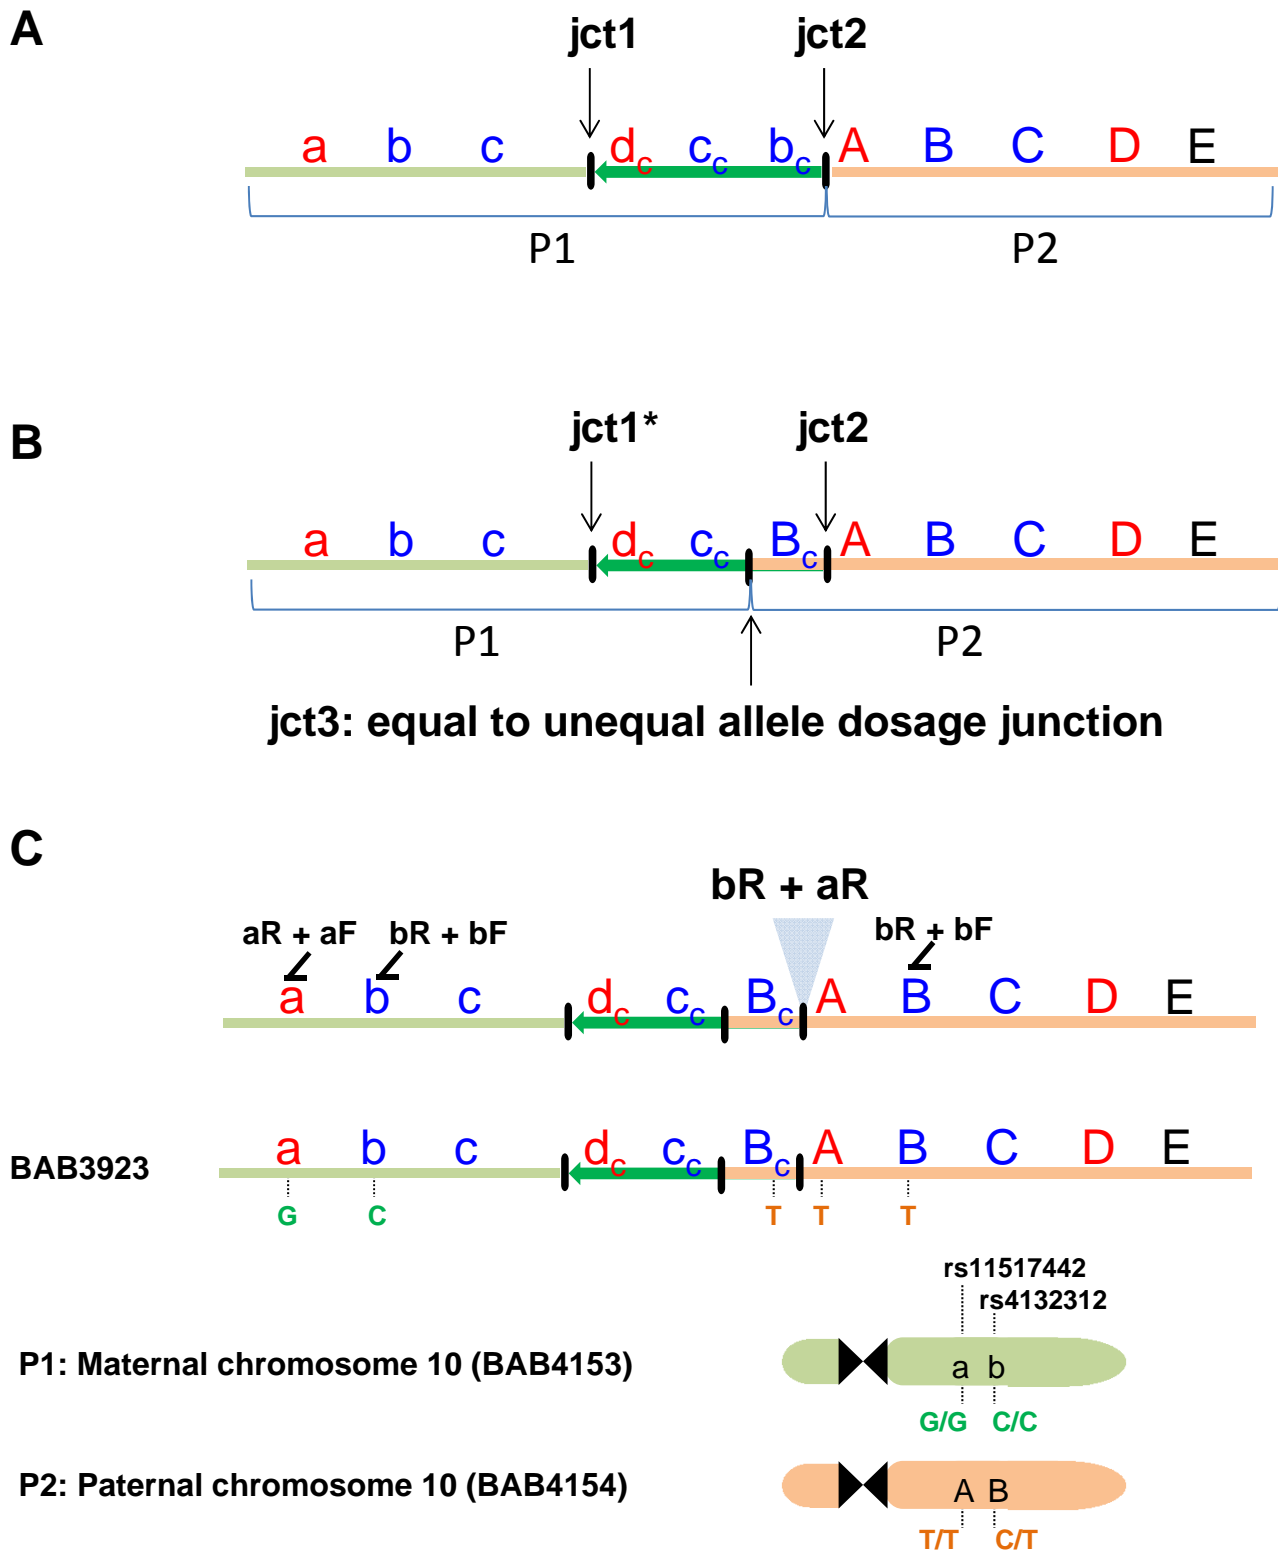 A
jct1 jct2
a b c dc cc bc A B C D E
P1 P2
B
jct1* jct2
a b c dc cc Bc A B C D E
P1 P2
jct3: equal to unequal allele dosage junction
C
bR + aR
aR + aF bR + bF bR + bF
a b c dc cc Bc A B C D E
BAB3923 a b c dc cc Bc A B C D E
G C T T T
rs11517442
rs4132312
P1: Maternal chromosome 10 (BAB4153) a b
G/G C/C
P2: Paternal chromosome 10 (BAB4154) A B
T/T C/T